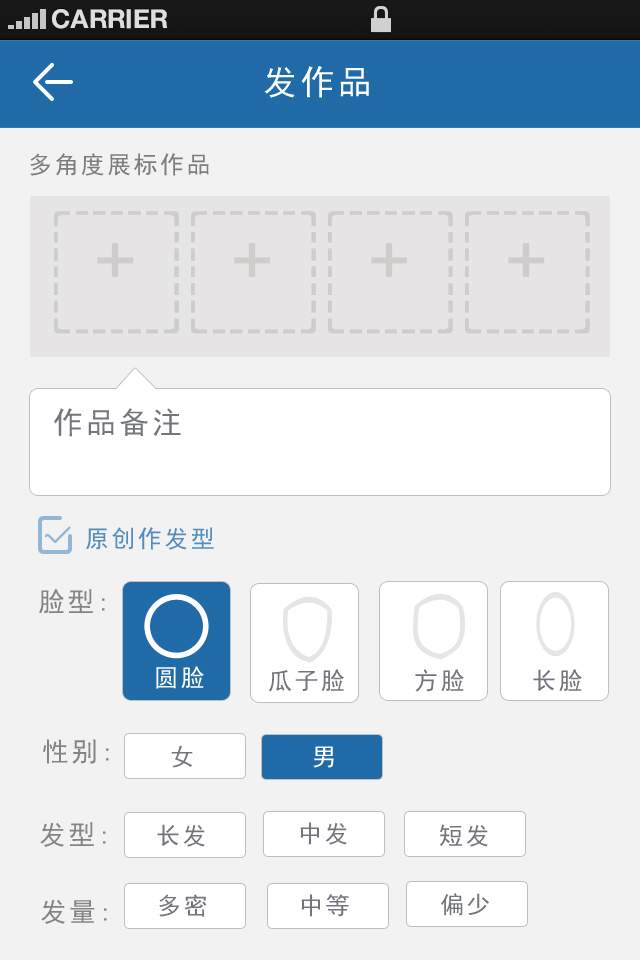 CARRIER
发作品
多角度展标作品
作品备注
原创作发型
脸型: 圆脸 瓜子脸 方脸 长脸
性别: 女 男
发型: 长发 中发 短发
发量: 多密 中等 偏少